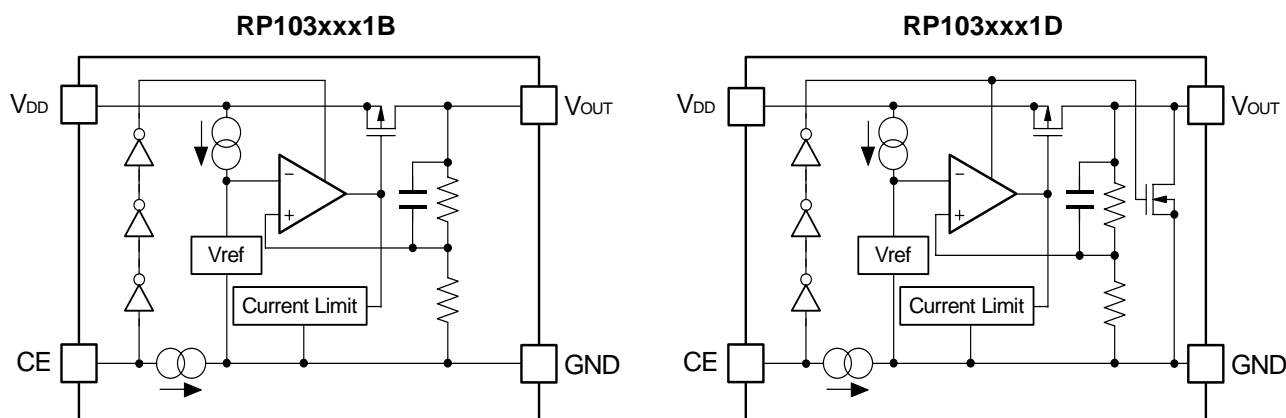 RP103xxx1B
VDD
VOUT
−
+
Vref
Current Limit
CE
GND
RP103xxx1D
VDD
VOUT
−
+
Vref
Current Limit
CE
GND